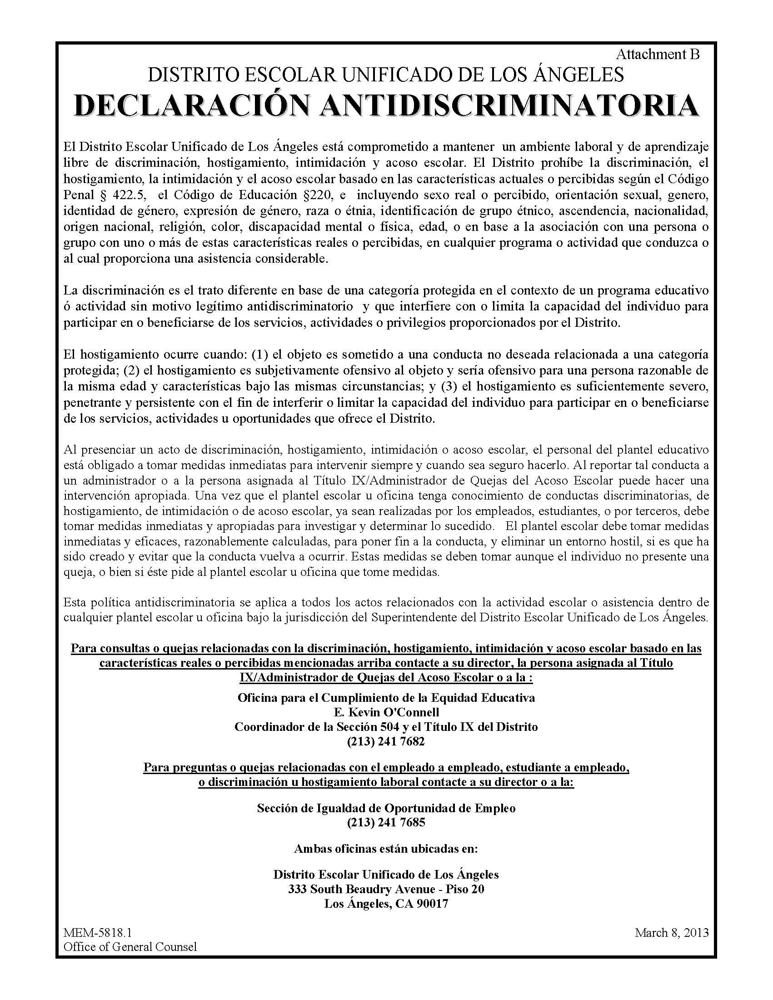 Attachment B
DISTRITO ESCOLAR UNIFICADO DE LOS ÁNGELES
DECLARACIÓN ANTIDISCRIMINATORIA
El Distrito Escolar Unificado de Los Ángeles está comprometido a mantener  un ambiente laboral y de aprendizaje
libre de discriminación, hostigamiento, intimidación y acoso escolar. El Distrito prohíbe la discriminación, el
hostigamiento, la intimidación y el acoso escolar basado en las características actuales o percibidas según el Código
Penal § 422.5,  el Código de Educación §220, e  incluyendo sexo real o percibido, orientación sexual, genero,
identidad de género, expresión de género, raza o étnia, identificación de grupo étnico, ascendencia, nacionalidad,
origen nacional, religión, color, discapacidad mental o física, edad, o en base a la asociación con una persona o
grupo con uno o más de estas características reales o percibidas, en cualquier programa o actividad que conduzca o
al cual proporciona una asistencia considerable.
La discriminación es el trato diferente en base de una categoría protegida en el contexto de un programa educativo
ó actividad sin motivo legítimo antidiscriminatorio  y que interfiere con o limita la capacidad del individuo para
participar en o beneficiarse de los servicios, actividades o privilegios proporcionados por el Distrito.
El hostigamiento ocurre cuando: (1) el objeto es sometido a una conducta no deseada relacionada a una categoría
protegida; (2) el hostigamiento es subjetivamente ofensivo al objeto y sería ofensivo para una persona razonable de
la misma edad y características bajo las mismas circunstancias; y (3) el hostigamiento es suficientemente severo,
penetrante y persistente con el fin de interferir o limitar la capacidad del individuo para participar en o beneficiarse
de los servicios, actividades u oportunidades que ofrece el Distrito.
Al presenciar un acto de discriminación, hostigamiento, intimidación o acoso escolar, el personal del plantel educativo
está obligado a tomar medidas inmediatas para intervenir siempre y cuando sea seguro hacerlo. Al reportar tal conducta a
un administrador o a la persona asignada al Título IX/Administrador de Quejas del Acoso Escolar puede hacer una
intervención apropiada. Una vez que el plantel escolar u oficina tenga conocimiento de conductas discriminatorias, de
hostigamiento, de intimidación o de acoso escolar, ya sean realizadas por los empleados, estudiantes, o por terceros, debe
tomar medidas inmediatas y apropiadas para investigar y determinar lo sucedido.   El plantel escolar debe tomar medidas
inmediatas y eficaces, razonablemente calculadas, para poner fin a la conducta, y eliminar un entorno hostil, si es que ha
sido creado y evitar que la conducta vuelva a ocurrir. Estas medidas se deben tomar aunque el individuo no presente una
queja, o bien si éste pide al plantel escolar u oficina que tome medidas.
Esta política antidiscriminatoria se aplica a todos los actos relacionados con la actividad escolar o asistencia dentro de
cualquier plantel escolar u oficina bajo la jurisdicción del Superintendente del Distrito Escolar Unificado de Los Ángeles.
Para consultas o quejas relacionadas con la discriminación, hostigamiento, intimidación y acoso escolar basado en las
características reales o percibidas mencionadas arriba contacte a su director, la persona asignada al Título
IX/Administrador de Quejas del Acoso Escolar o a la :
Oficina para el Cumplimiento de la Equidad Educativa
E. Kevin O'Connell
Coordinador de la Sección 504 y el Título IX del Distrito
(213) 241 7682
Para preguntas o quejas relacionadas con el empleado a empleado, estudiante a empleado,
o discriminación u hostigamiento laboral contacte a su director o a la:
Sección de Igualdad de Oportunidad de Empleo
(213) 241 7685
Ambas oficinas están ubicadas en:
Distrito Escolar Unificado de Los Ángeles
333 South Beaudry Avenue - Piso 20
Los Ángeles, CA 90017
MEM-5818.1 March 8, 2013
Office of General Counsel